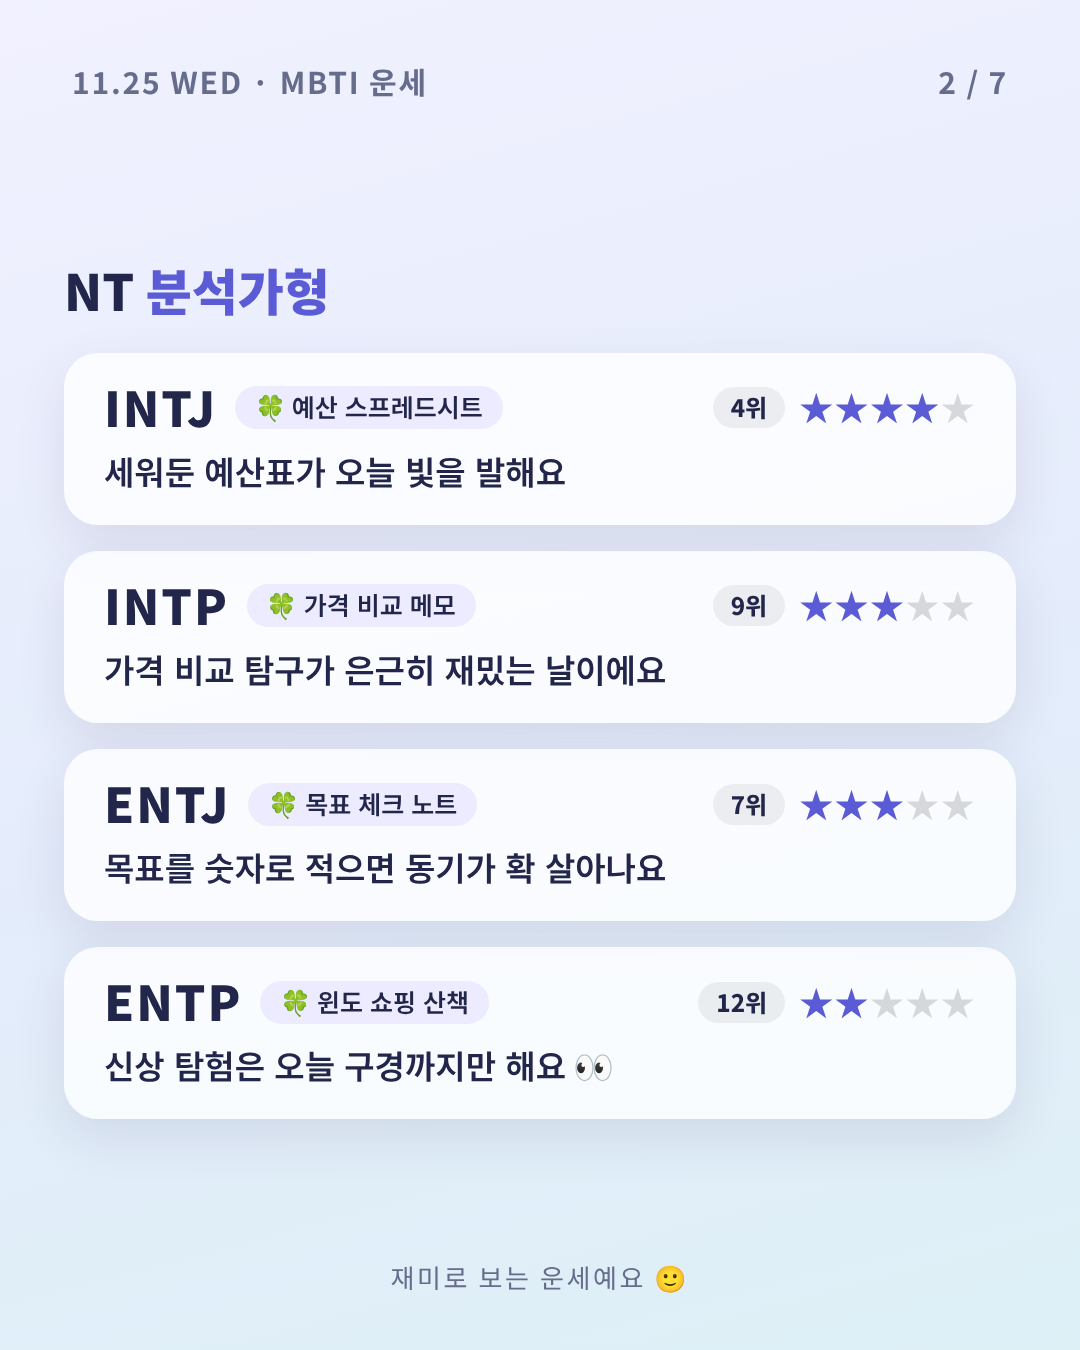 11.25 WED · MBTI 운세 2 / 7
NT 분석가형
INTJ 🍀 예산 스프레드시트 4위 ★★★★★
세워둔 예산표가 오늘 빛을 발해요
INTP 🍀 가격 비교 메모 9위 ★★★★★
가격 비교 탐구가 은근히 재밌는 날이에요
ENTJ 🍀 목표 체크 노트 7위 ★★★★★
목표를 숫자로 적으면 동기가 확 살아나요
ENTP 🍀 윈도 쇼핑 산책 12위 ★★★★★
신상 탐험은 오늘 구경까지만 해요 👀
재미로 보는 운세예요 🙂